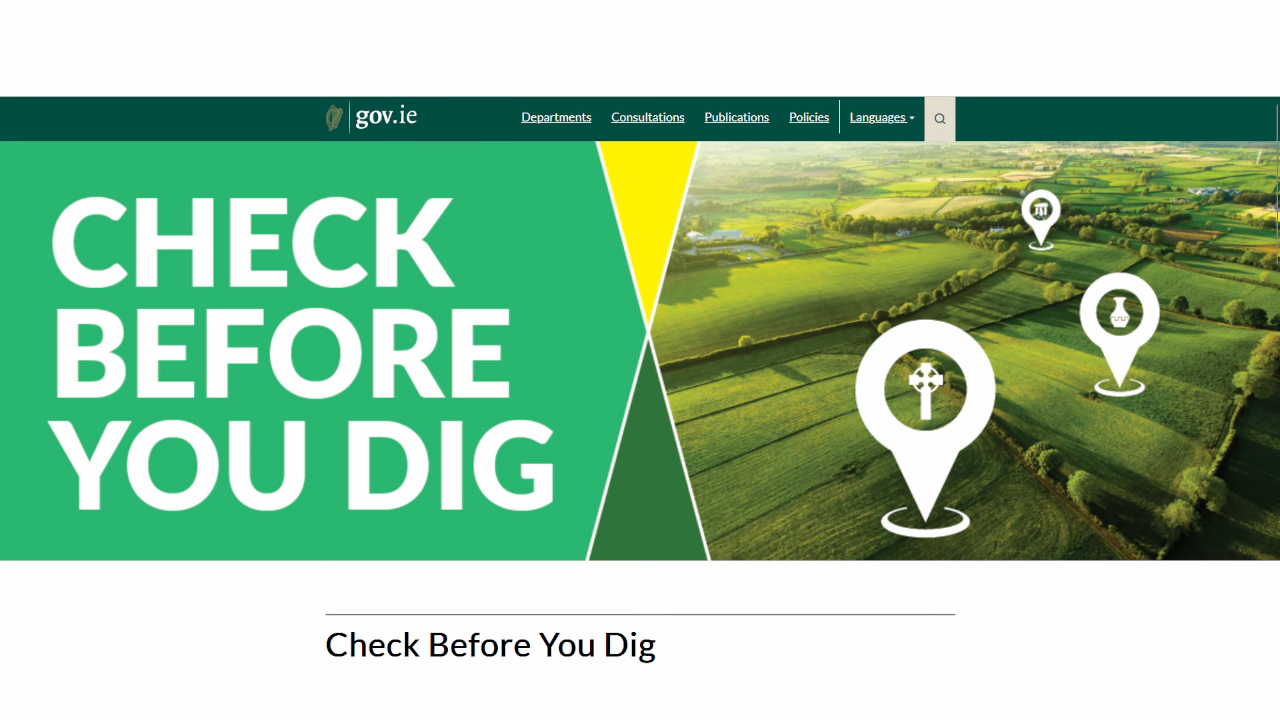 gov.ie
Departments Consultations Publications Policies Languages
CHECK
BEFORE
YOU DIG
Check Before You Dig